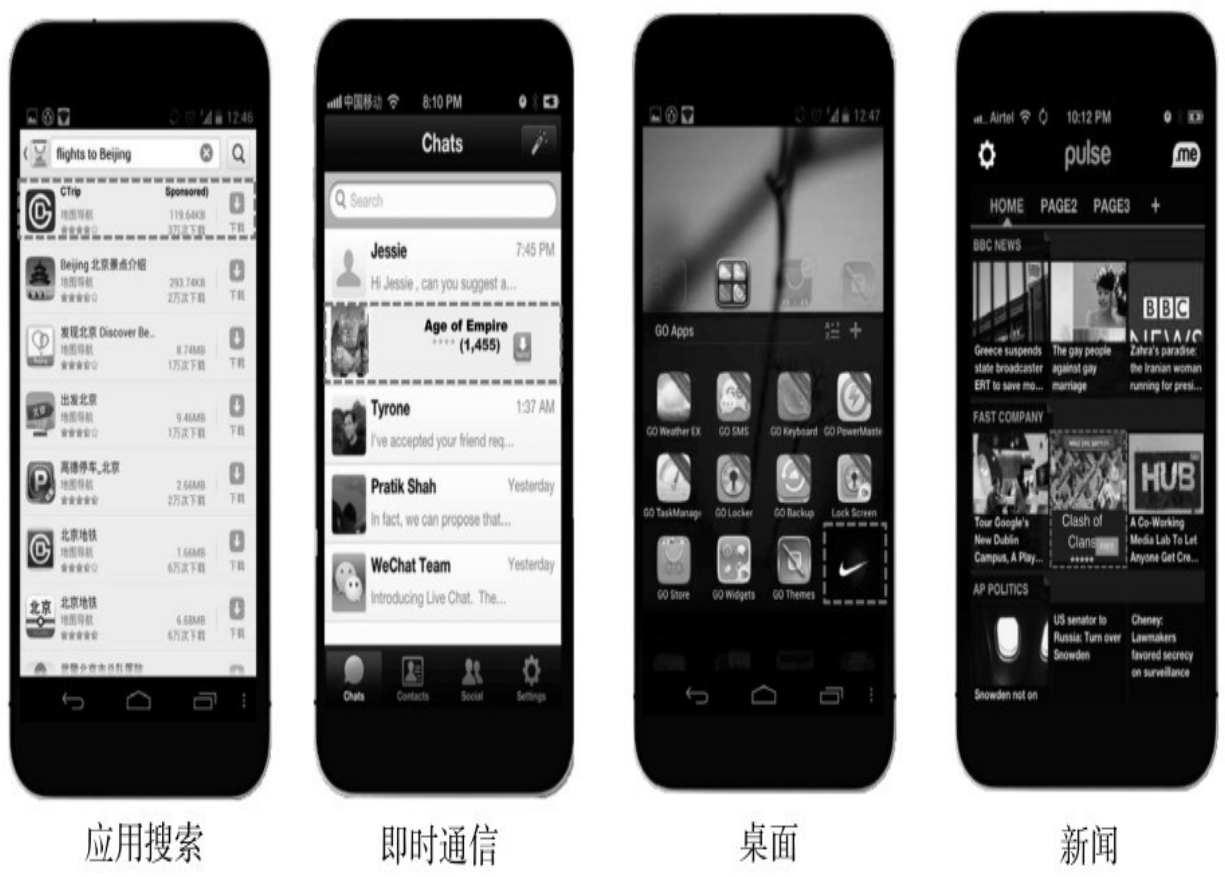 12:46
flights to Beijing
CTrip Sponsored)
地图导航 119.64KB
3万次下载 下载
Beijing 北京景点介绍
地图导航 293.74KB
2万次下载 下载
发现北京 Discover Be...
地图导航 8.74MB
1万次下载 下载
出发北京
地图导航 9.46MB
1万次下载 下载
高德停车_北京
地图导航 2.66MB
2万次下载 下载
北京地铁
地图导航 1.66MB
6万次下载 下载
北京
北京地铁
地图导航 6.68MB
6万次下载 下载
应用搜索
中国移动 8:10 PM
Chats
Search
Jessie 7:45 PM
Hi Jessie , can you suggest a...
Age of Empire
(1,455)
Tyrone 1:37 AM
I've accepted your friend req...
Pratik Shah Yesterday
In fact, we can propose that...
WeChat Team Yesterday
Introducing Live Chat. The...
Chats Contacts Social Settings
即时通信
12:47
GO Apps
GO Weather EX GO SMS GO Keyboard GO PowerMaste
GO TaskManage GO Locker GO Backup Lock Screen
GO Store GO Widgets GO Themes
桌面
Airtel 10:12 PM
pulse .me
HOME PAGE2 PAGE3 +
BBC NEWS
BBC
NEWS
Greece suspends
state broadcaster
ERT to save mo...
The gay people
against gay
marriage
Zahra's paradise:
the Iranian woman
running for presi...
FAST COMPANY
HUB
Tour Google's
New Dublin
Campus, A Play...
Clash of
Clans
FREE
A Co-Working
Media Lab To Let
Anyone Get Cre...
AP POLITICS
Snowden not on
US senator to
Russia: Turn over
Snowden
Cheney:
Lawmakers
favored secrecy
on surveillance
新闻